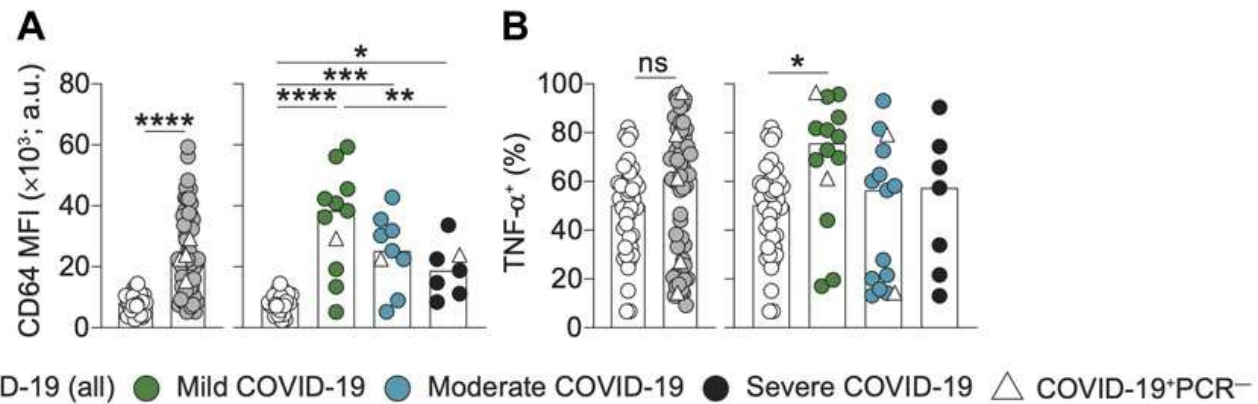 A
B
CD64 MFI (×10³; a.u.)
80
60
40
20
0
****
*
***
**** **
TNF-α⁺ (%)
100
80
60
40
20
0
ns
*
D-19 (all) Mild COVID-19 Moderate COVID-19 Severe COVID-19 COVID-19⁺PCR⁻